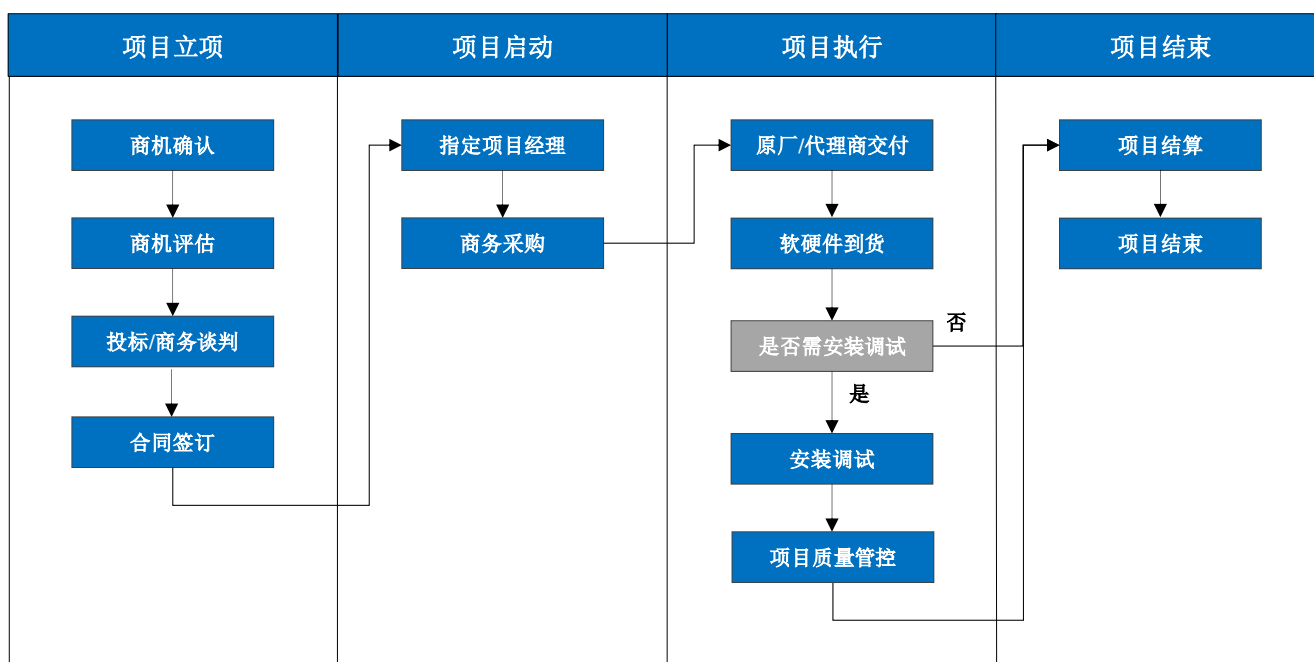 项目立项
项目启动
项目执行
项目结束
商机确认
商机评估
投标/商务谈判
合同签订
指定项目经理
商务采购
原厂/代理商交付
软硬件到货
是否需安装调试
否
是
安装调试
项目质量管控
项目结算
项目结束